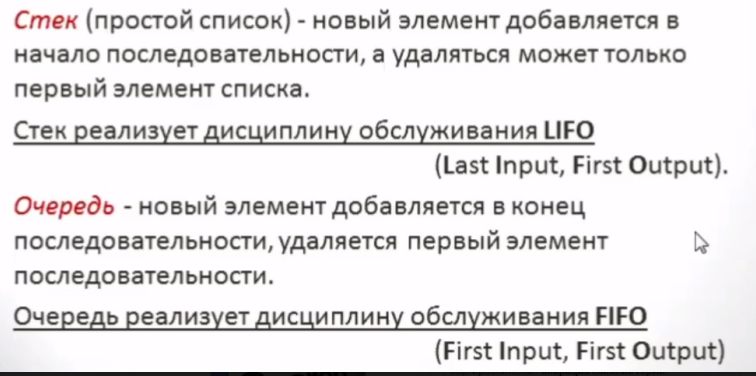 Стек (простой список) - новый элемент добавляется в
начало последовательности, а удаляться может только
первый элемент списка.
Стек реализует дисциплину обслуживания LIFO
(Last Input, First Output).
Очередь - новый элемент добавляется в конец
последовательности, удаляется первый элемент
последовательности.
Очередь реализует дисциплину обслуживания FIFO
(First Input, First Output)